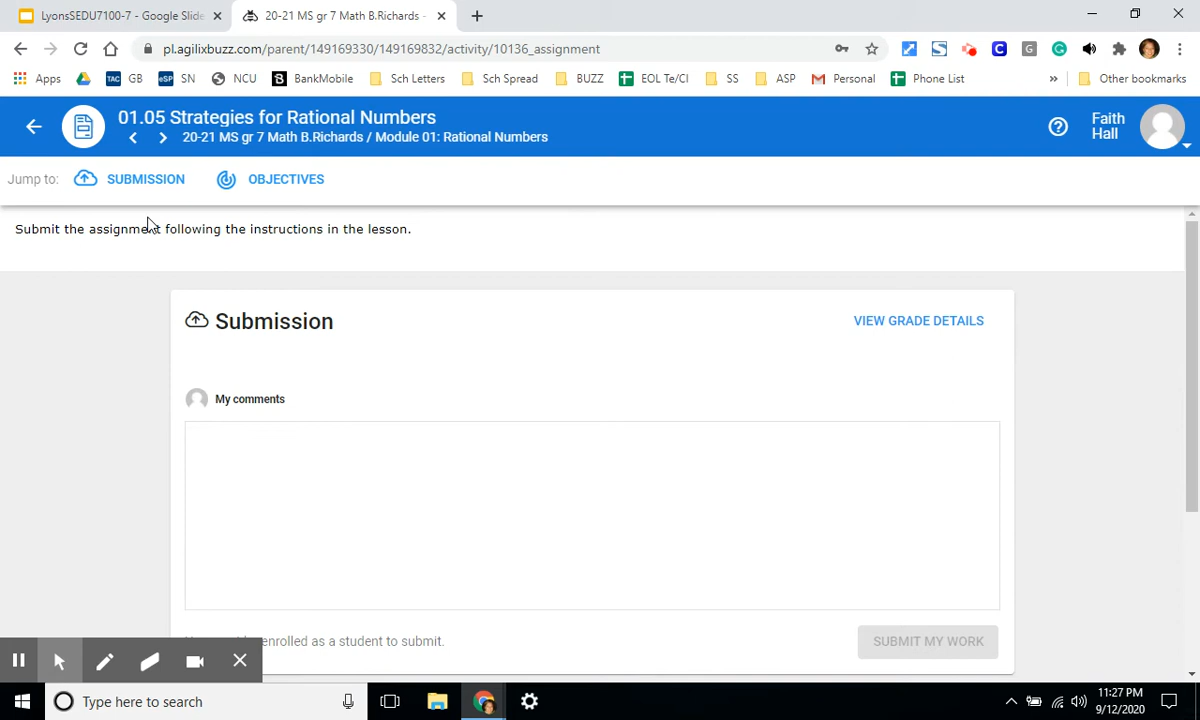 LyonsSEDU7100-7 - Google Slide
20-21 MS gr 7 Math B.Richards -
pl.agilixbuzz.com/parent/149169330/149169832/activity/10136_assignment
Apps TAC GB eSP SN NCU B BankMobile Sch Letters Sch Spread BUZZ EOL Te/CI SS ASP Personal Phone List » Other bookmarks
01.05 Strategies for Rational Numbers
20-21 MS gr 7 Math B.Richards / Module 01: Rational Numbers
Faith
Hall
Jump to: SUBMISSION OBJECTIVES
Submit the assignment following the instructions in the lesson.
Submission
VIEW GRADE DETAILS
My comments
enrolled as a student to submit.
SUBMIT MY WORK
Type here to search
11:27 PM
9/12/2020